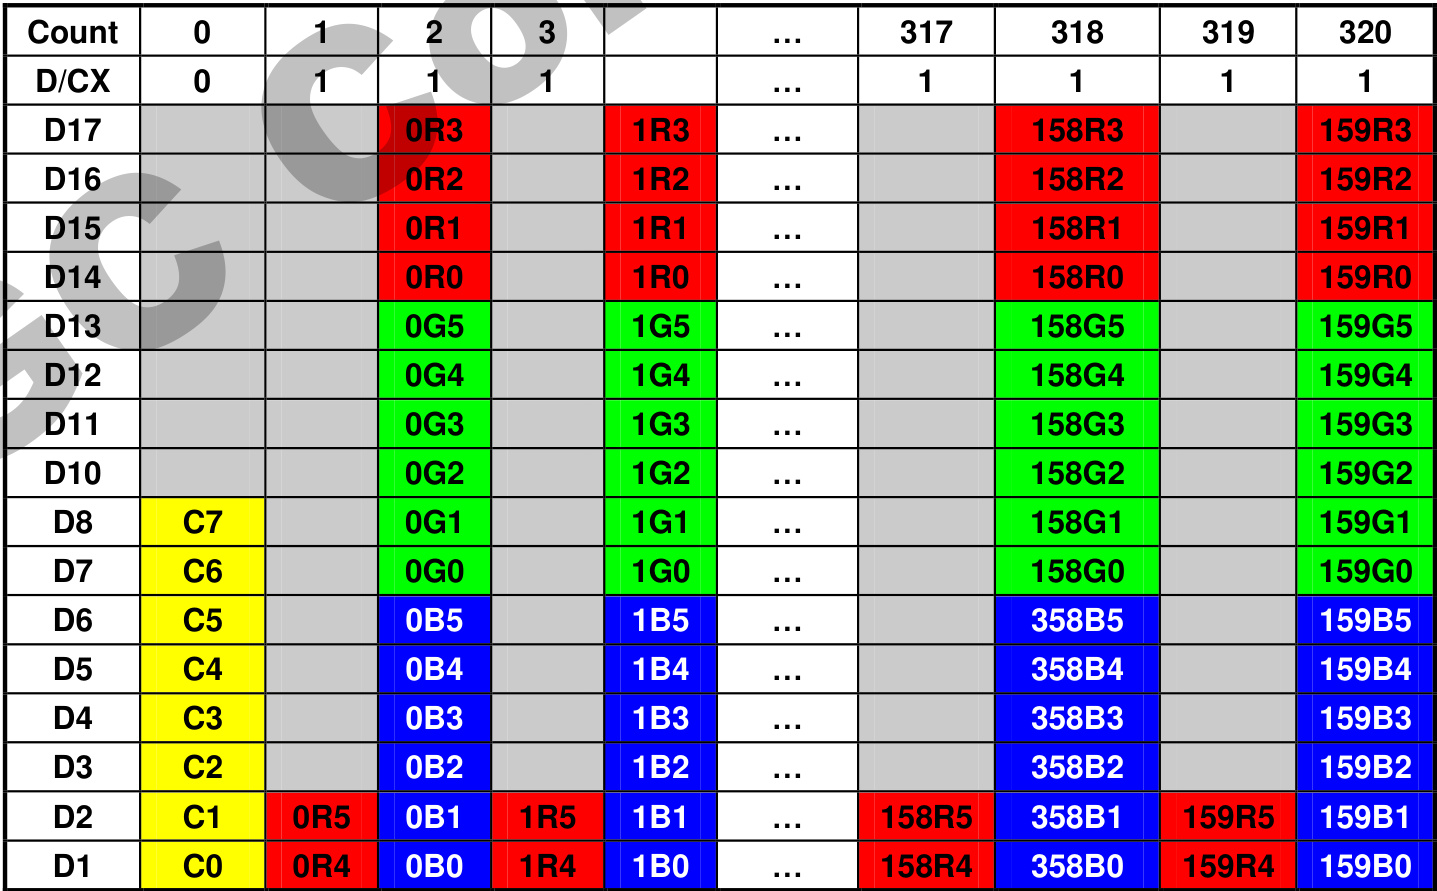 Count 0 1 2 3 ... 317 318 319 320
D/CX 0 1 1 1 ... 1 1 1 1
D17 0R3 1R3 ... 158R3 159R3
D16 0R2 1R2 ... 158R2 159R2
D15 0R1 1R1 ... 158R1 159R1
D14 0R0 1R0 ... 158R0 159R0
D13 0G5 1G5 ... 158G5 159G5
D12 0G4 1G4 ... 158G4 159G4
D11 0G3 1G3 ... 158G3 159G3
D10 0G2 1G2 ... 158G2 159G2
D8 C7 0G1 1G1 ... 158G1 159G1
D7 C6 0G0 1G0 ... 158G0 159G0
D6 C5 0B5 1B5 ... 358B5 159B5
D5 C4 0B4 1B4 ... 358B4 159B4
D4 C3 0B3 1B3 ... 358B3 159B3
D3 C2 0B2 1B2 ... 358B2 159B2
D2 C1 0R5 0B1 1R5 1B1 ... 158R5 358B1 159R5 159B1
D1 C0 0R4 0B0 1R4 1B0 ... 158R4 358B0 159R4 159B0